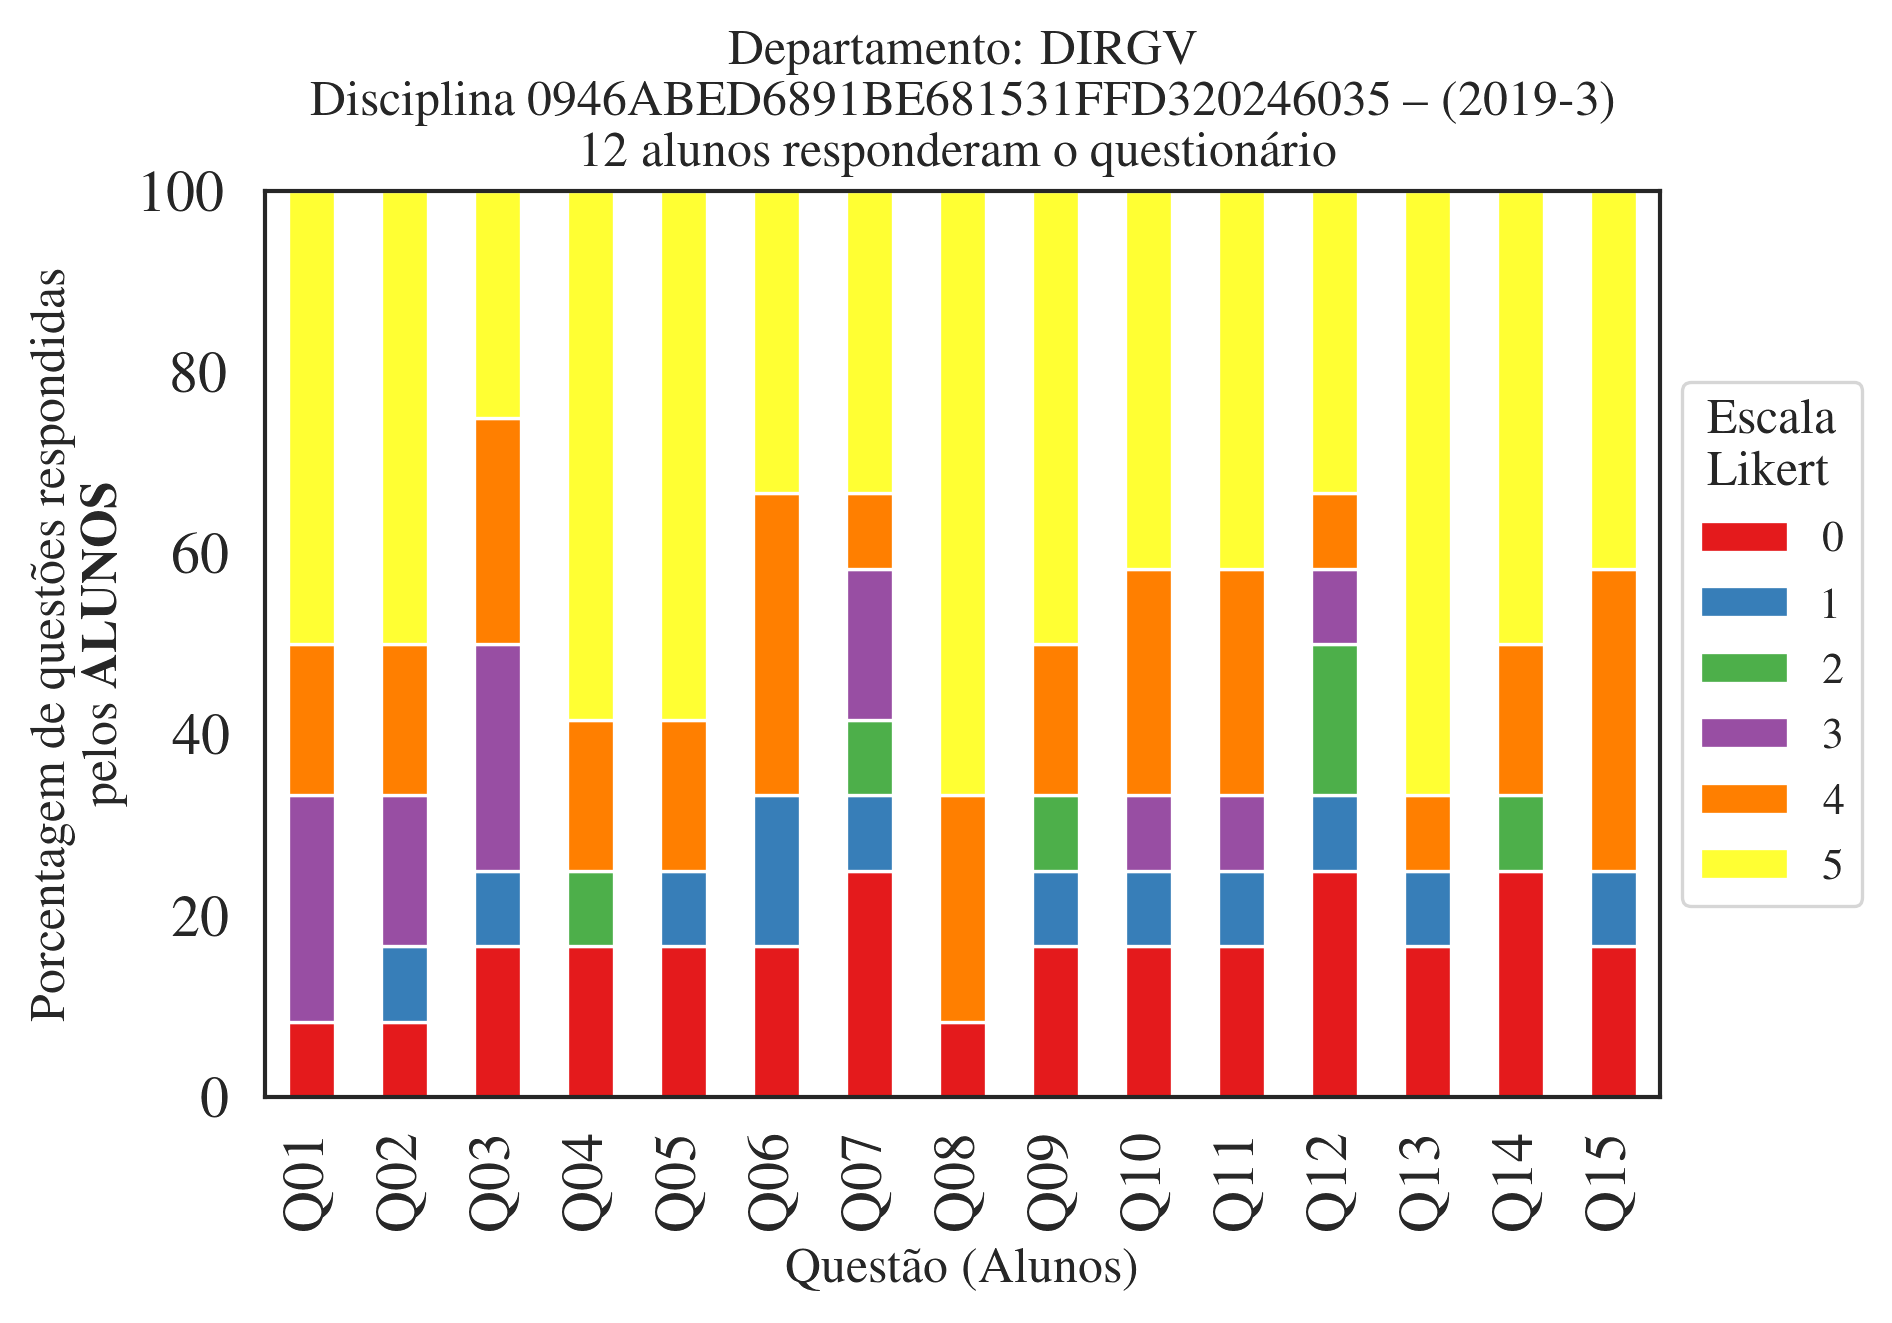 Departamento: DIRGV
Disciplina 0946ABED6891BE681531FFD320246035 – (2019-3)
12 alunos responderam o questionário
Porcentagem de questões respondidas
pelos ALUNOS
100
80
60
40
20
0
Q01
Q02
Q03
Q04
Q05
Q06
Q07
Q08
Q09
Q10
Q11
Q12
Q13
Q14
Q15
Questão (Alunos)
Escala
Likert
0
1
2
3
4
5